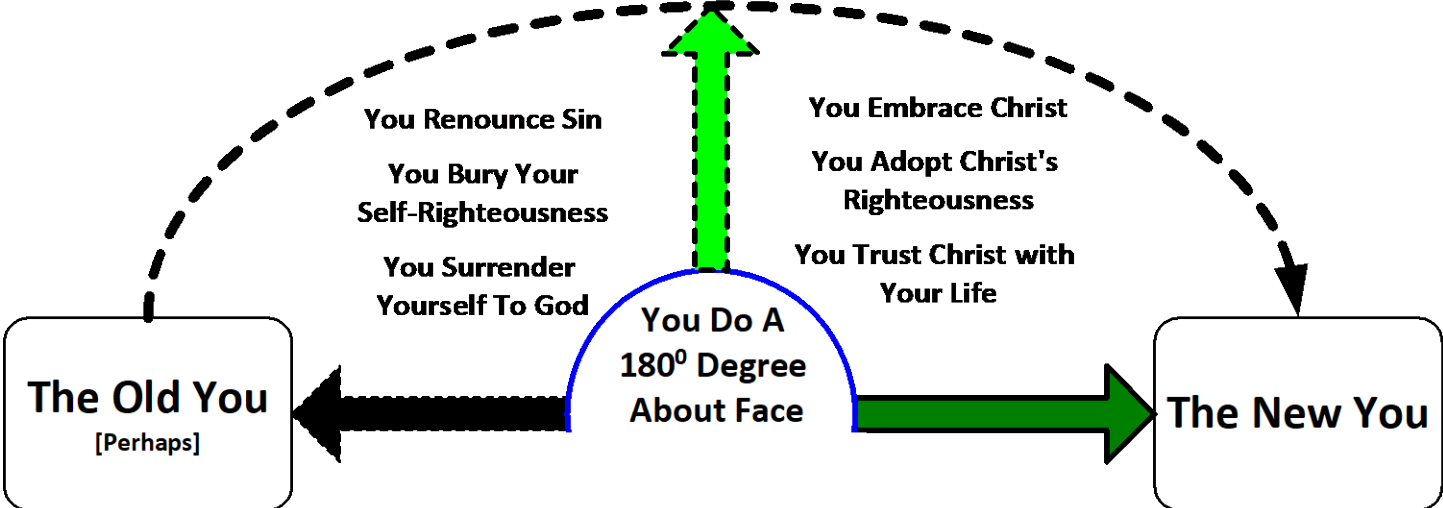 You Renounce Sin
You Bury Your
Self-Righteousness
You Surrender
Yourself To God
You Embrace Christ
You Adopt Christ's
Righteousness
You Trust Christ with
Your Life
The Old You
[Perhaps]
You Do A
180⁰ Degree
About Face
The New You